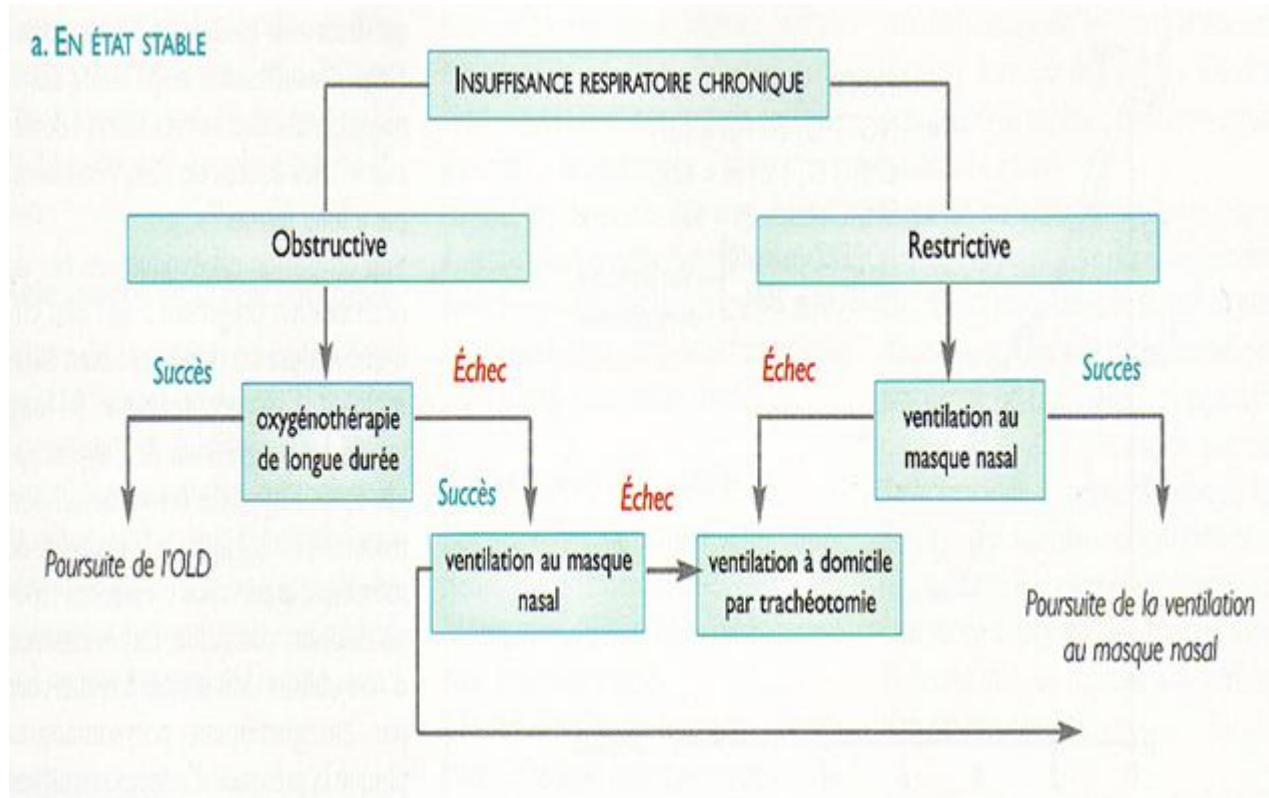 a. EN ÉTAT STABLE
INSUFFISANCE RESPIRATOIRE CHRONIQUE
Obstructive
Restrictive
Succès
Échec
Échec
Succès
oxygénothérapie
de longue durée
ventilation au
masque nasal
Succès
Échec
Poursuite de l'OLD
ventilation au masque
nasal
ventilation à domicile
par trachéotomie
Poursuite de la ventilation
au masque nasal